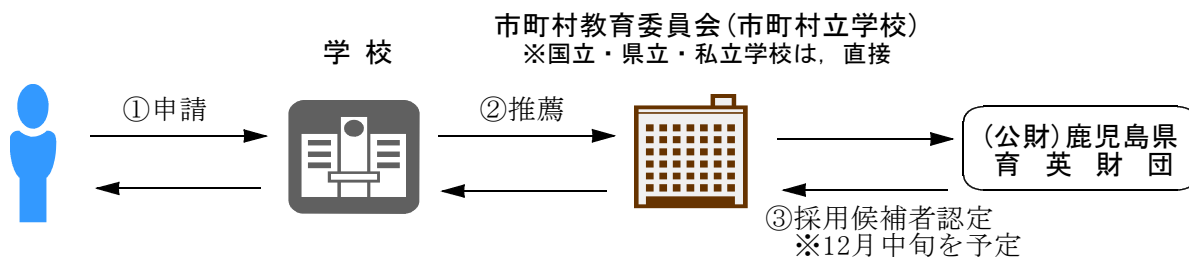 市町村教育委員会(市町村立学校)
※国立・県立・私立学校は，直接
学 校
①申請
②推薦
(公財)鹿児島県
育 英 財 団
③採用候補者認定
※12月中旬を予定